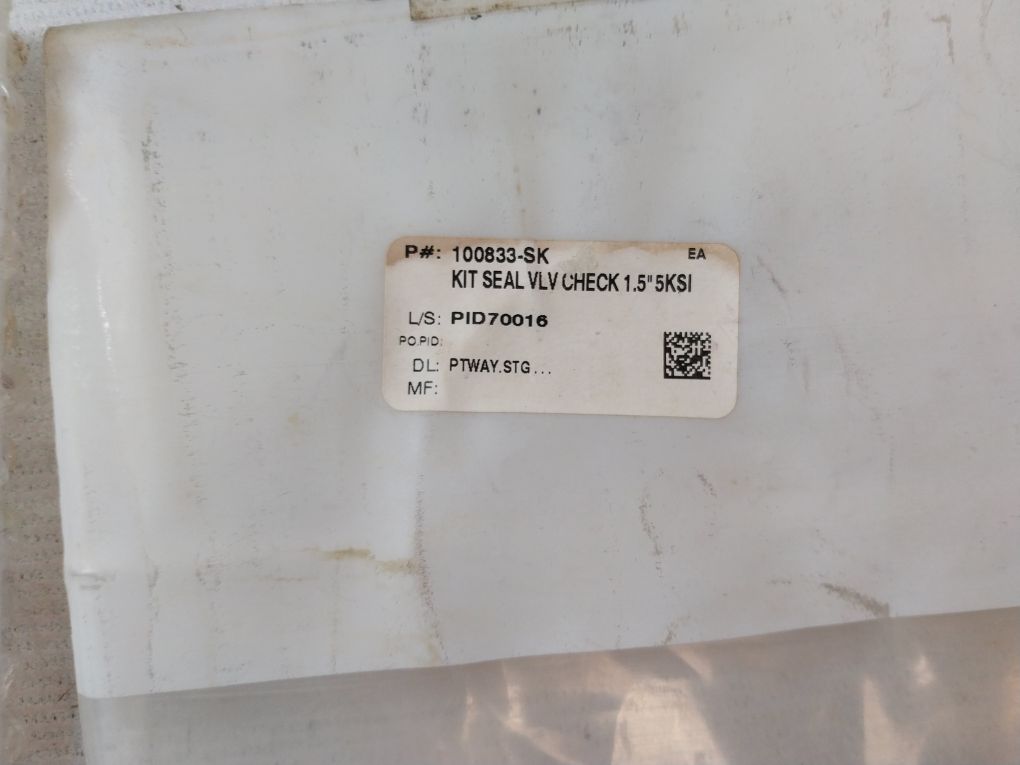 P#: 100833-SK EA
KIT SEAL VLV CHECK 1.5" 5KSI
L/S: PID70016
PO.PID:
DL: PTWAY.STG...
MF: